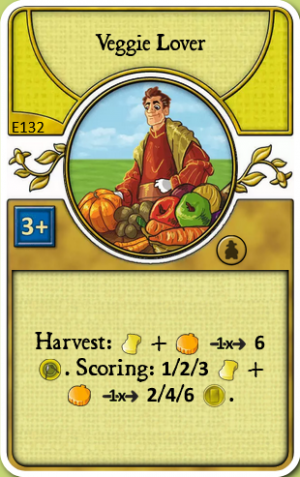 Veggie Lover
E132
3+
Harvest: + -1x→ 6
. Scoring: 1/2/3 +
-1x→ 2/4/6 .